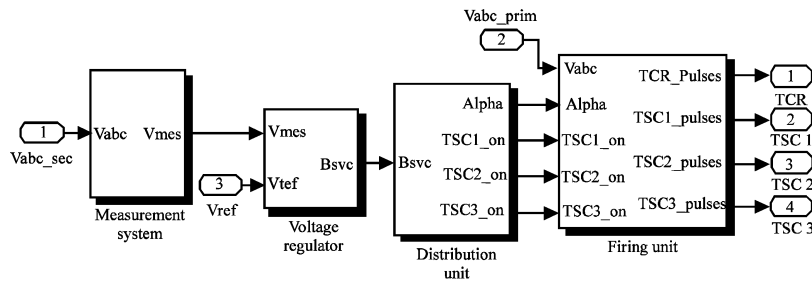 Vabc_prim
2
Vabc
TCR_Pulses
1
TCR
Alpha
Alpha
TSC1_pulses
2
TSC 1
1
Vabc_sec
Vabc
Vmes
Vmes
TSC1_on
TSC1_on
Bsvc
Bsvc
TSC2_on
TSC2_on
TSC2_pulses
3
TSC 2
3
Vref
Vtef
TSC3_on
TSC3_on
TSC3_pulses
4
TSC 3
Measurement
system
Voltage
regulator
Distribution
unit
Firing unit